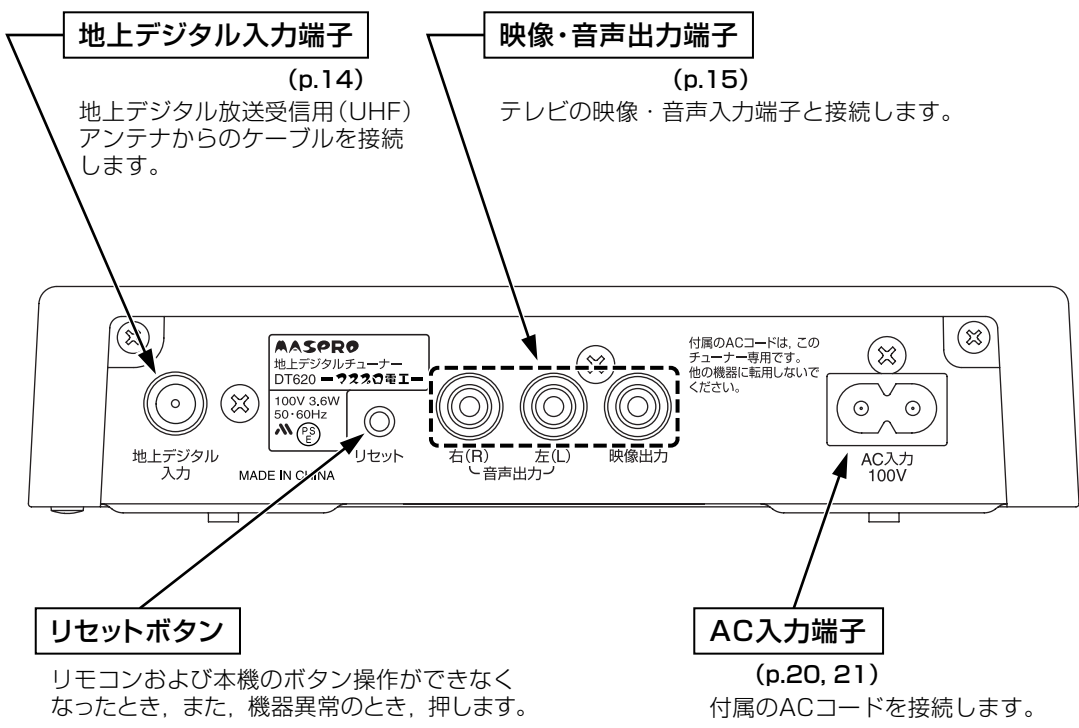 地上デジタル入力端子
(p.14)
地上デジタル放送受信用(UHF)
アンテナからのケーブルを接続
します。
映像・音声出力端子
(p.15)
テレビの映像・音声入力端子と接続します。
MASPRO
地上デジタルチューナー
DT620 マスプロ電工
100V 3.6W
50・60Hz
PS
E
リセット
地上デジタル
入力
MADE IN CHINA
右(R)
左(L)
音声出力
映像出力
付属のACコードは, この
チューナー専用です。
他の機器に転用しないで
ください。
AC入力
100V
リセットボタン
リモコンおよび本機のボタン操作ができなく
なったとき, また, 機器異常のとき, 押します。
AC入力端子
(p.20, 21)
付属のACコードを接続します。